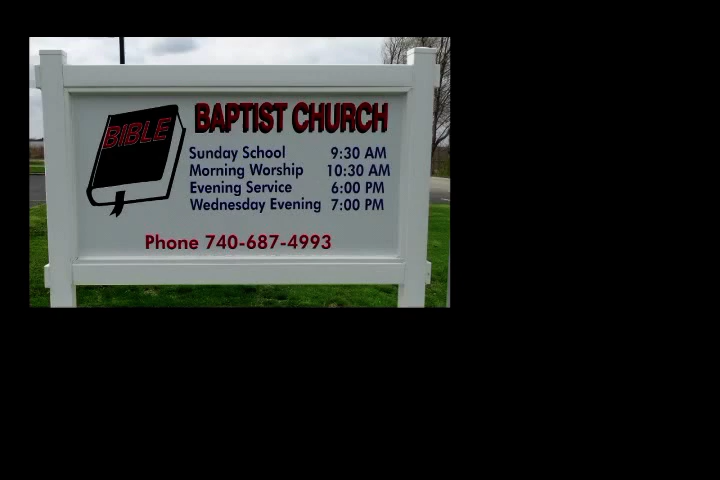 BIBLE
BAPTIST CHURCH
Sunday School 9:30 AM
Morning Worship 10:30 AM
Evening Service 6:00 PM
Wednesday Evening 7:00 PM
Phone 740-687-4993